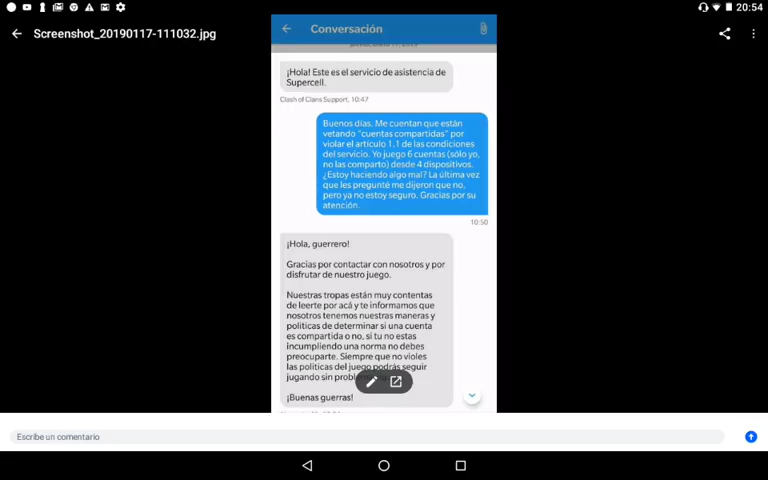 20:54
Screenshot_20190117-111032.jpg
Conversación
¡Hola! Este es el servicio de asistencia de
Supercell.
Clash of Clans Support, 10:47
Buenos días. Me cuentan que están
vetando "cuentas compartidas" por
violar el artículo 1.1 de las condiciones
del servicio. Yo juego 6 cuentas (sólo yo,
no las comparto) desde 4 dispositivos.
¿Estoy haciendo algo mal? La última vez
que les pregunté me dijeron que no,
pero ya no estoy seguro. Gracias por su
atención.
10:50
¡Hola, guerrero!
Gracias por contactar con nosotros y por
disfrutar de nuestro juego.
Nuestras tropas están muy contentas
de leerte por acá y te informamos que
nosotros tenemos nuestras maneras y
políticas de determinar si una cuenta
es compartida o no, si tu no estas
incumpliendo una norma no debes
preocuparte. Siempre que no violes
las políticas del juego podrás seguir
jugando sin
¡Buenas guerras!
Escribe un comentario